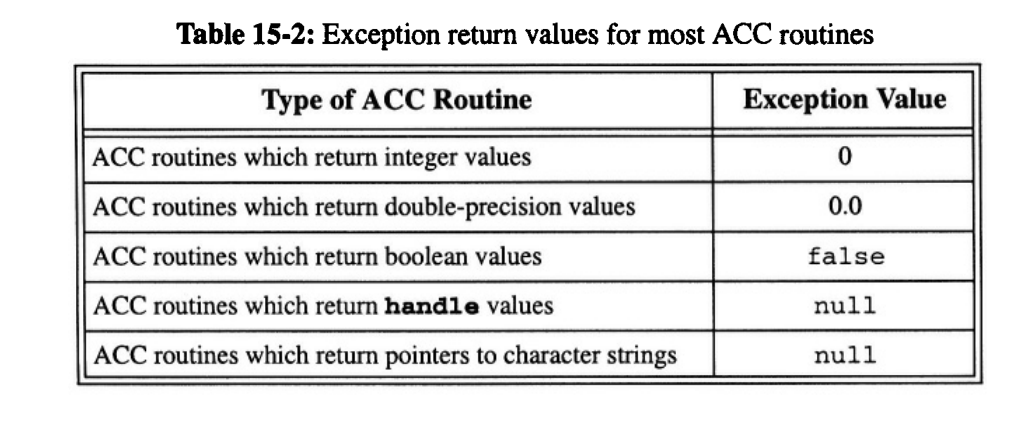 Table 15-2: Exception return values for most ACC routines
Type of ACC Routine Exception Value
ACC routines which return integer values 0
ACC routines which return double-precision values 0.0
ACC routines which return boolean values false
ACC routines which return handle values null
ACC routines which return pointers to character strings null